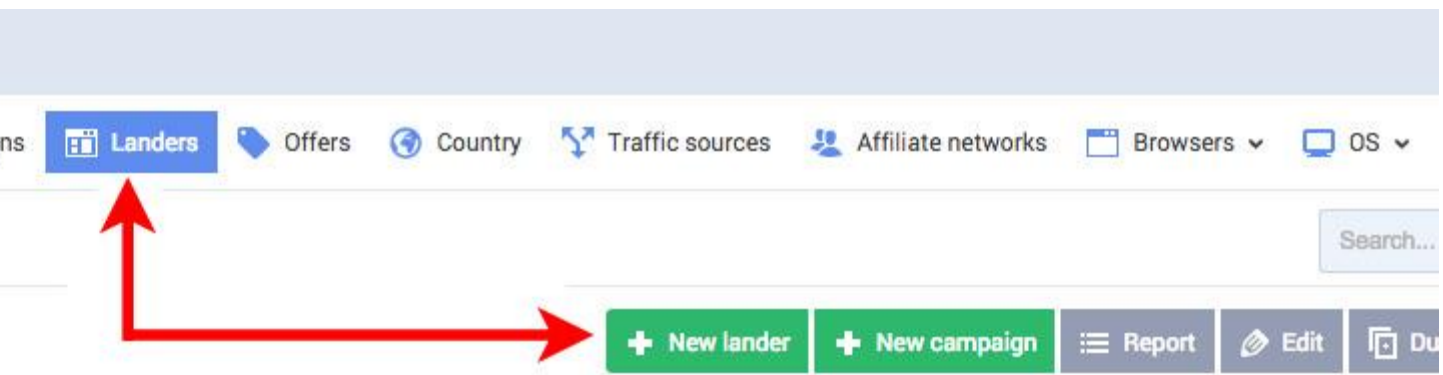 ns Landers Offers Country Traffic sources Affiliate networks Browsers OS
Search...
+ New lander + New campaign Report Edit Du